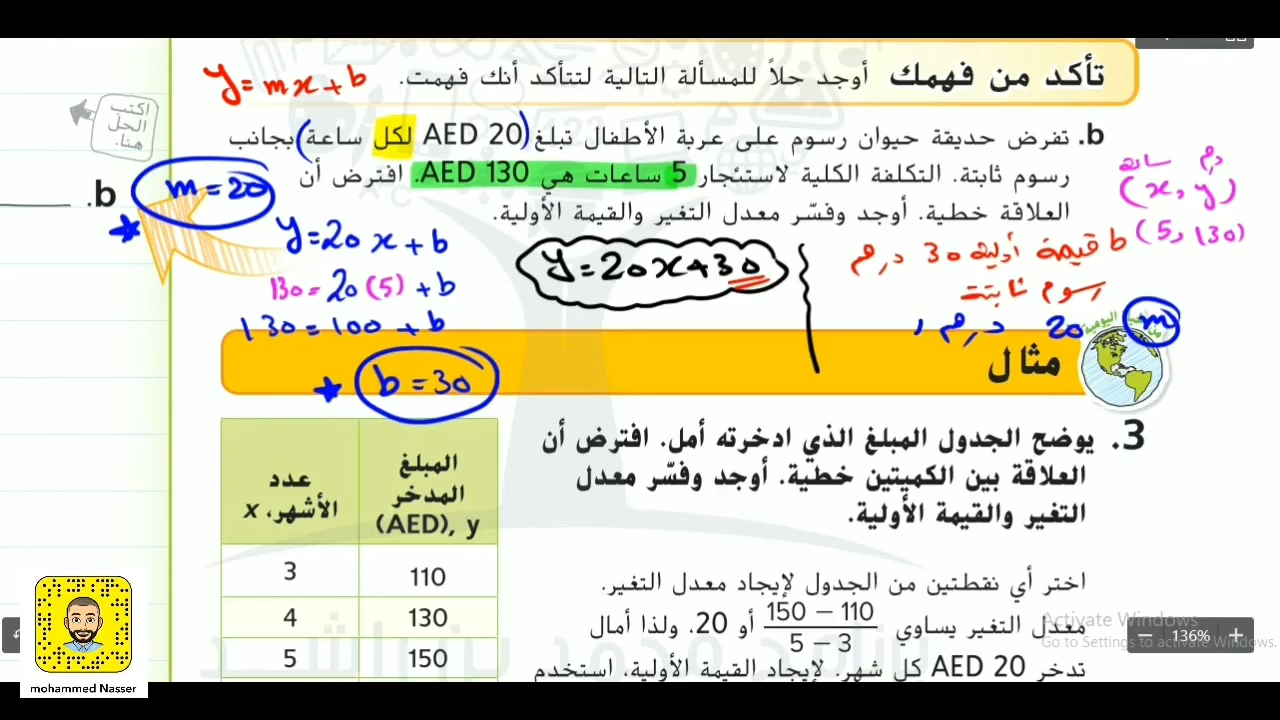 تأكد من فهمك أوجد حلاً للمسألة التالية لتتأكد أنك فهمت.
y=mx+b
اكتب
الحل
هنا.
b. تفرض حديقة حيوان رسوم على عربة الأطفال تبلغ (AED 20 لكل ساعة) بجانب
رسوم ثابتة. التكلفة الكلية لاستئجار 5 ساعات هي AED 130. افترض أن
العلاقة خطية. أوجد وفسّر معدل التغير والقيمة الأولية.
b. ____
m=20
y=20x+b
130=20(5)+b
130=100+b
b=30
y=20x+30
درهم ساعة
(x, y)
(5, 130)
b قيمة أولية 30 درهم
رسوم ثابتة
m 20 درهم
مثال
3. يوضح الجدول المبلغ الذي ادخرته أمل. افترض أن
العلاقة بين الكميتين خطية. أوجد وفسّر معدل
التغير والقيمة الأولية.
عدد الأشهر، x المبلغ المدخر (AED), y
3 110
4 130
5 150
اختر أي نقطتين من الجدول لإيجاد معدل التغير.
معدل التغير يساوي (150 − 110)/(5 − 3) أو 20، ولذا أمال
تدخر AED 20 كل شهر. لإيجاد القيمة الأولية، استخدم
Activate Windows
Go to Settings to activate Windows.
− 136% +
mohammed Nasser